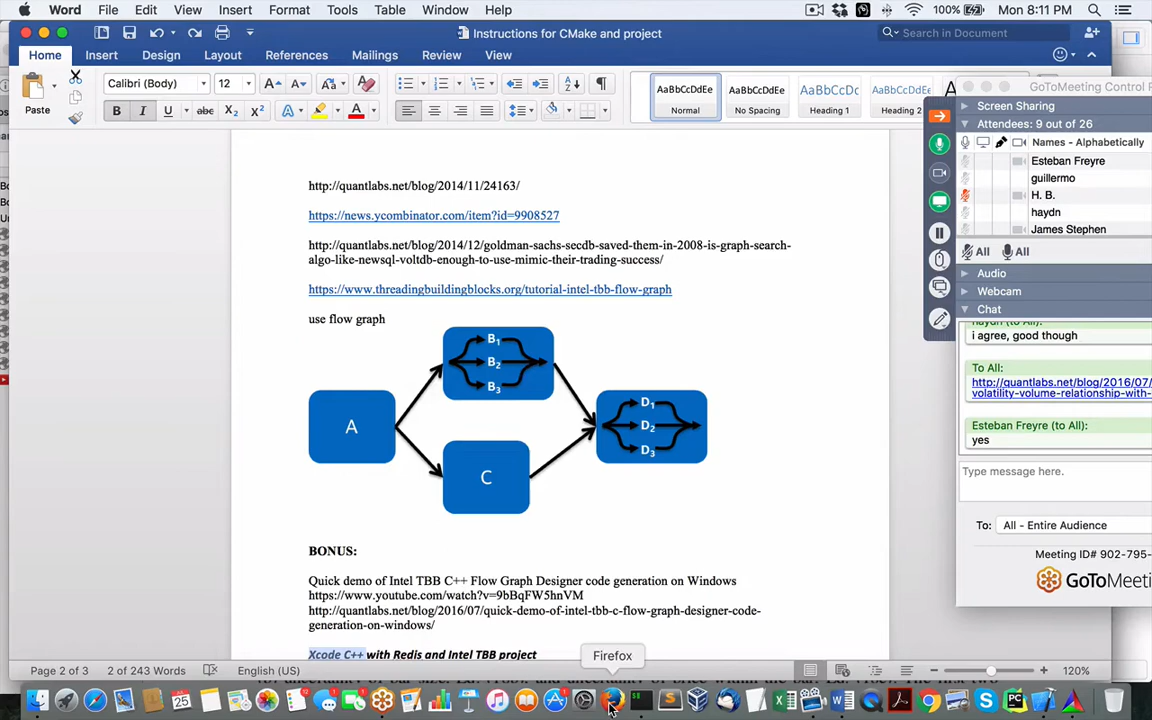 Word File Edit View Insert Format Tools Table Window Help 100% Mon 8:11 PM
Instructions for CMake and project
Search in Document
Home Insert Design Layout References Mailings Review View
Calibri (Body) 12
Paste
AaBbCcDc AaBbCcDc AaBbCcDc AaBbCcDc
Normal No Spacing Heading 1 Heading 2
http://quantlabs.net/blog/2014/11/24163/
https://news.ycombinator.com/item?id=9908527
http://quantlabs.net/blog/2014/12/goldman-sachs-secdb-saved-them-in-2008-is-graph-search-
algo-like-newsql-voltdb-enough-to-use-mimic-their-trading-success/
https://www.threadingbuildingblocks.org/tutorial-intel-tbb-flow-graph
use flow graph
B1
B2
B3
A
D1
D2
D3
C
BONUS:
Quick demo of Intel TBB C++ Flow Graph Designer code generation on Windows
https://www.youtube.com/watch?v=9bBqFW5hnVM
http://quantlabs.net/blog/2016/07/quick-demo-of-intel-tbb-c-flow-graph-designer-code-
generation-on-windows/
Xcode C++ with Redis and Intel TBB project
Firefox
Page 2 of 3 2 of 243 Words English (US) 120%
GoToMeeting Control P
Screen Sharing
Attendees: 9 out of 26
Names - Alphabetically
Esteban Freyre
guillermo
H. B.
haydn
James Stephen
All All
Audio
Webcam
Chat
haydn (to All):
i agree, good though
To All:
http://quantlabs.net/blog/2016/07/
volatility-volume-relationship-with-
Esteban Freyre (to All):
yes
Type message here.
To: All - Entire Audience
Meeting ID# 902-795-
GoToMeeti